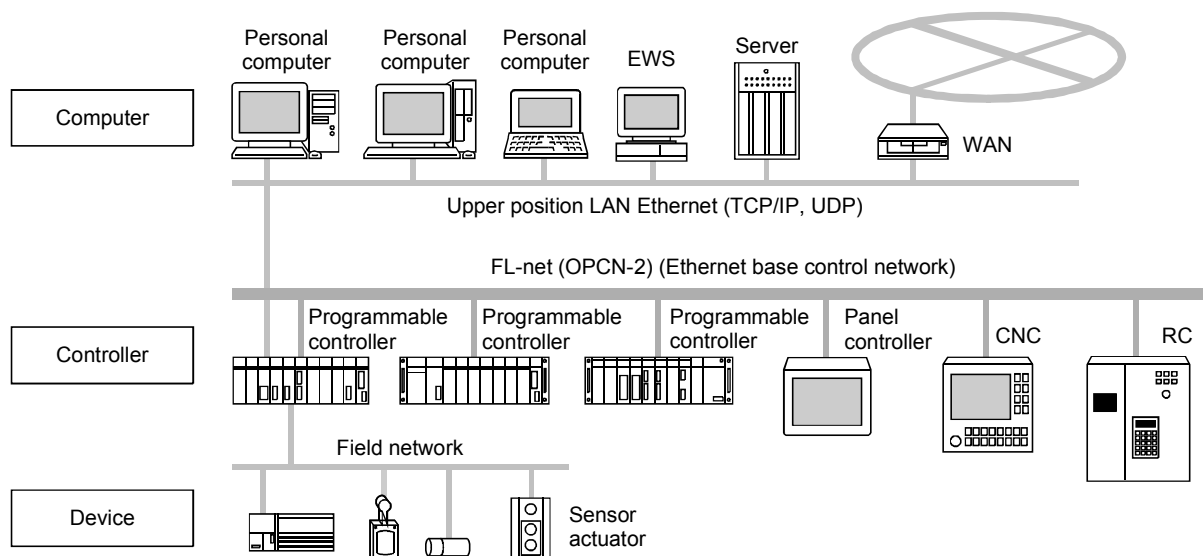 Personal
computer
Personal
computer
Personal
computer
EWS
Server
Computer
WAN
Upper position LAN Ethernet (TCP/IP, UDP)
FL-net (OPCN-2) (Ethernet base control network)
Controller
Programmable
controller
Programmable
controller
Programmable
controller
Panel
controller
CNC
RC
Field network
Device
Sensor
actuator